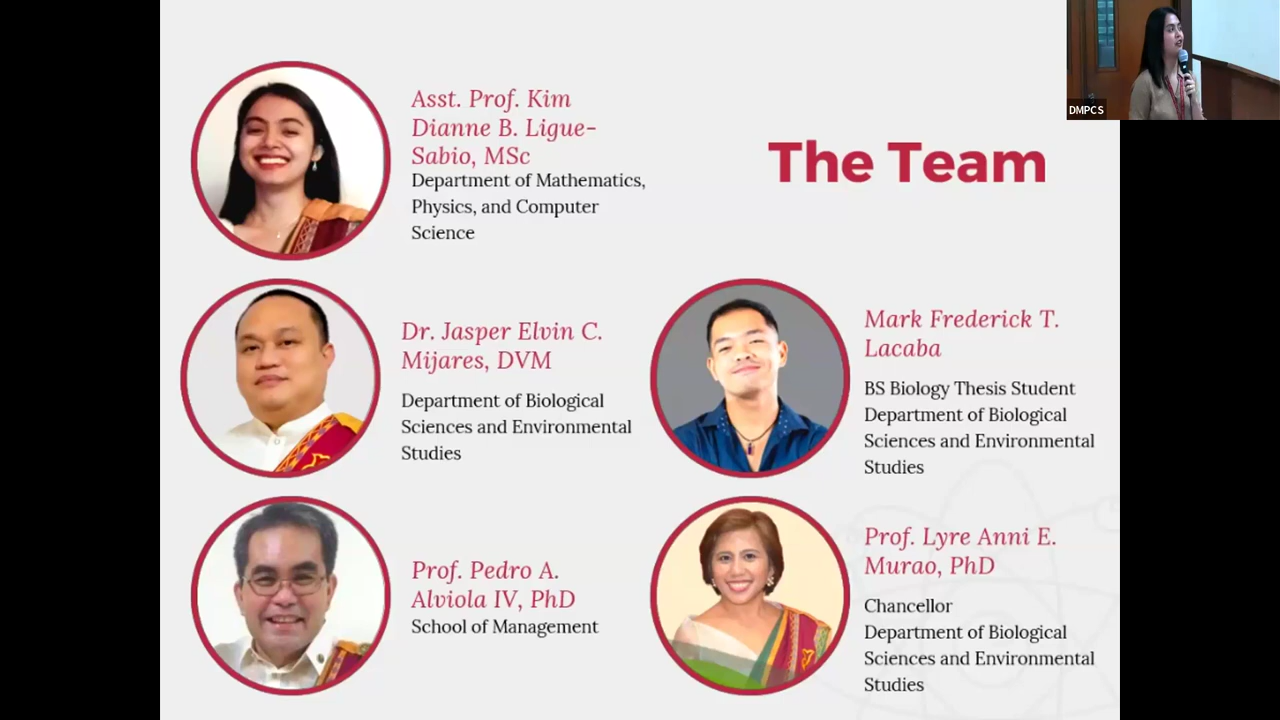 DMPCS
The Team
Asst. Prof. Kim
Dianne B. Ligue-
Sabio, MSc
Department of Mathematics,
Physics, and Computer
Science
Dr. Jasper Elvin C.
Mijares, DVM
Department of Biological
Sciences and Environmental
Studies
Mark Frederick T.
Lacaba
BS Biology Thesis Student
Department of Biological
Sciences and Environmental
Studies
Prof. Pedro A.
Alviola IV, PhD
School of Management
Prof. Lyre Anni E.
Murao, PhD
Chancellor
Department of Biological
Sciences and Environmental
Studies